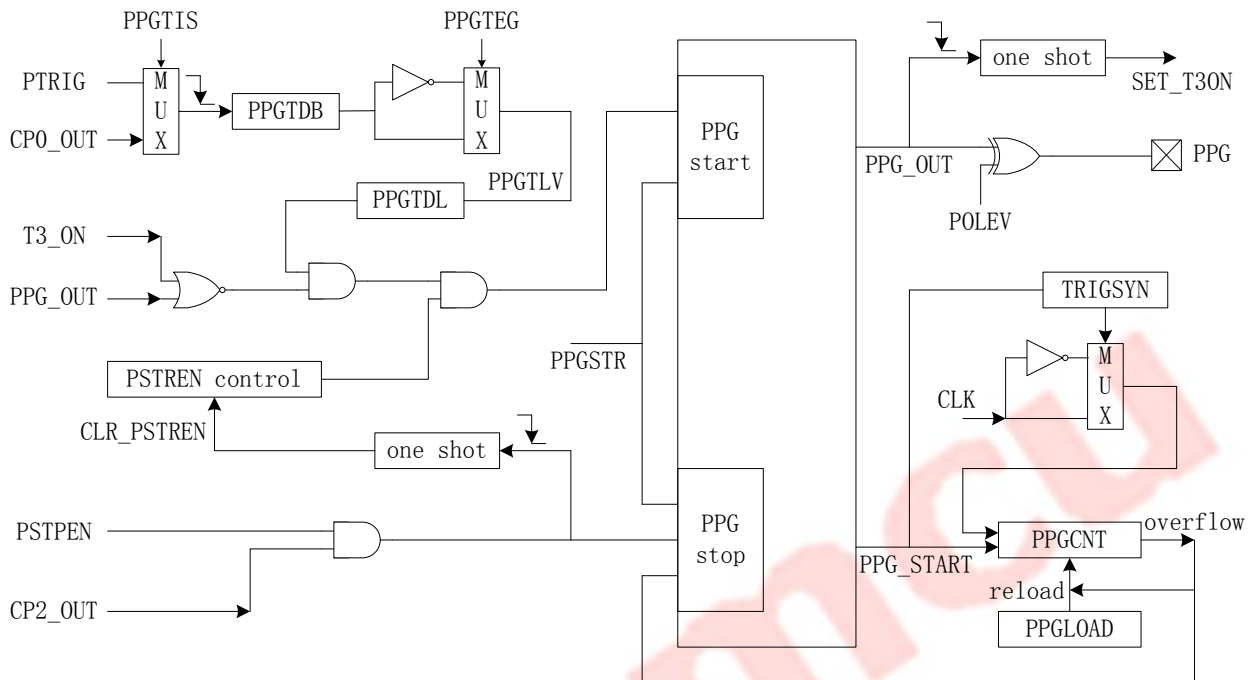 PPGTIS
PPGTEG
PTRIG
CP0_OUT
M
U
X
PPGTDB
M
U
X
PPGTLV
PPGTDL
T3_ON
PPG_OUT
PSTREN control
CLR_PSTREN
one shot
PSTPEN
CP2_OUT
PPGSTR
PPG
start
PPG
stop
one shot
SET_T3ON
PPG_OUT
PPG
POLEV
TRIGSYN
M
U
X
CLK
PPG_START
PPGCNT
overflow
reload
PPGLOAD
mcu